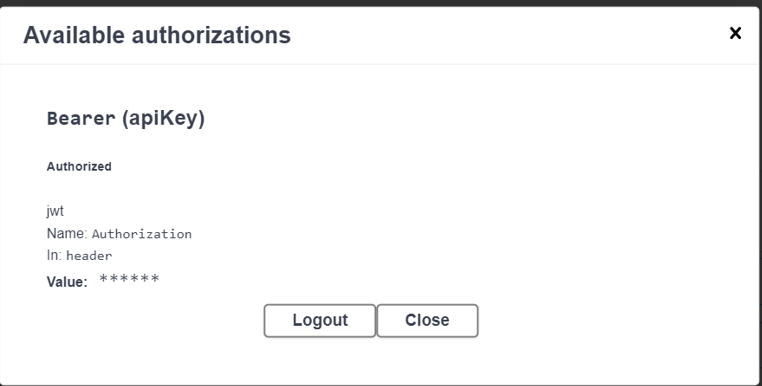 Available authorizations
Bearer (apiKey)
Authorized
jwt
Name: Authorization
In: header
Value: ******
Logout Close